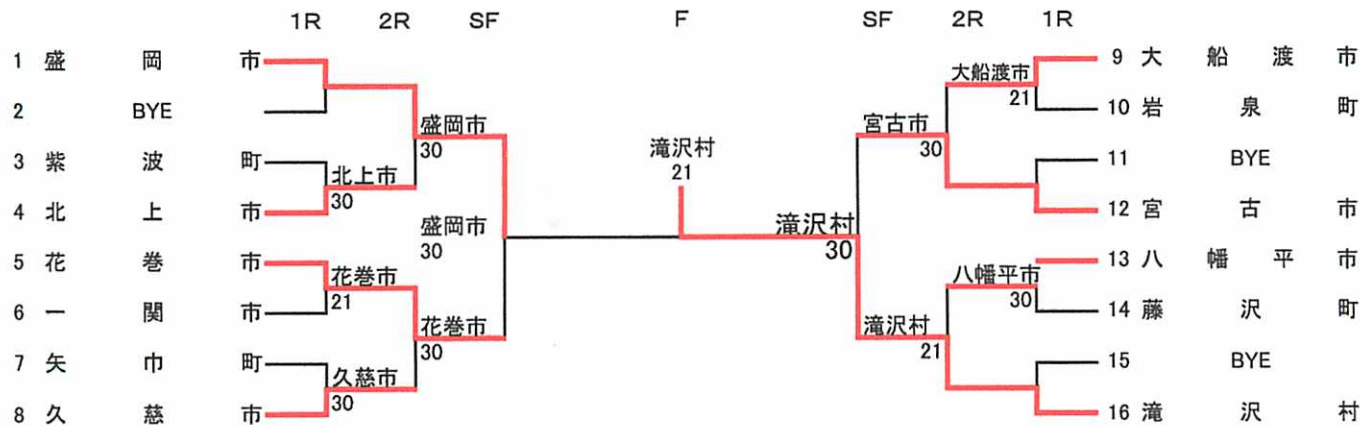 1R 2R SF F SF 2R 1R
1 盛岡市
2 BYE
3 紫波町
4 北上市
5 花巻市
6 一関市
7 矢巾町
8 久慈市
北上市
30
花巻市
21
久慈市
30
盛岡市
30
花巻市
30
盛岡市
30
滝沢村
21
滝沢村
30
宮古市
30
滝沢村
21
大船渡市
21
八幡平市
30
9 大船渡市
10 岩泉町
11 BYE
12 宮古市
13 八幡平市
14 藤沢町
15 BYE
16 滝沢村